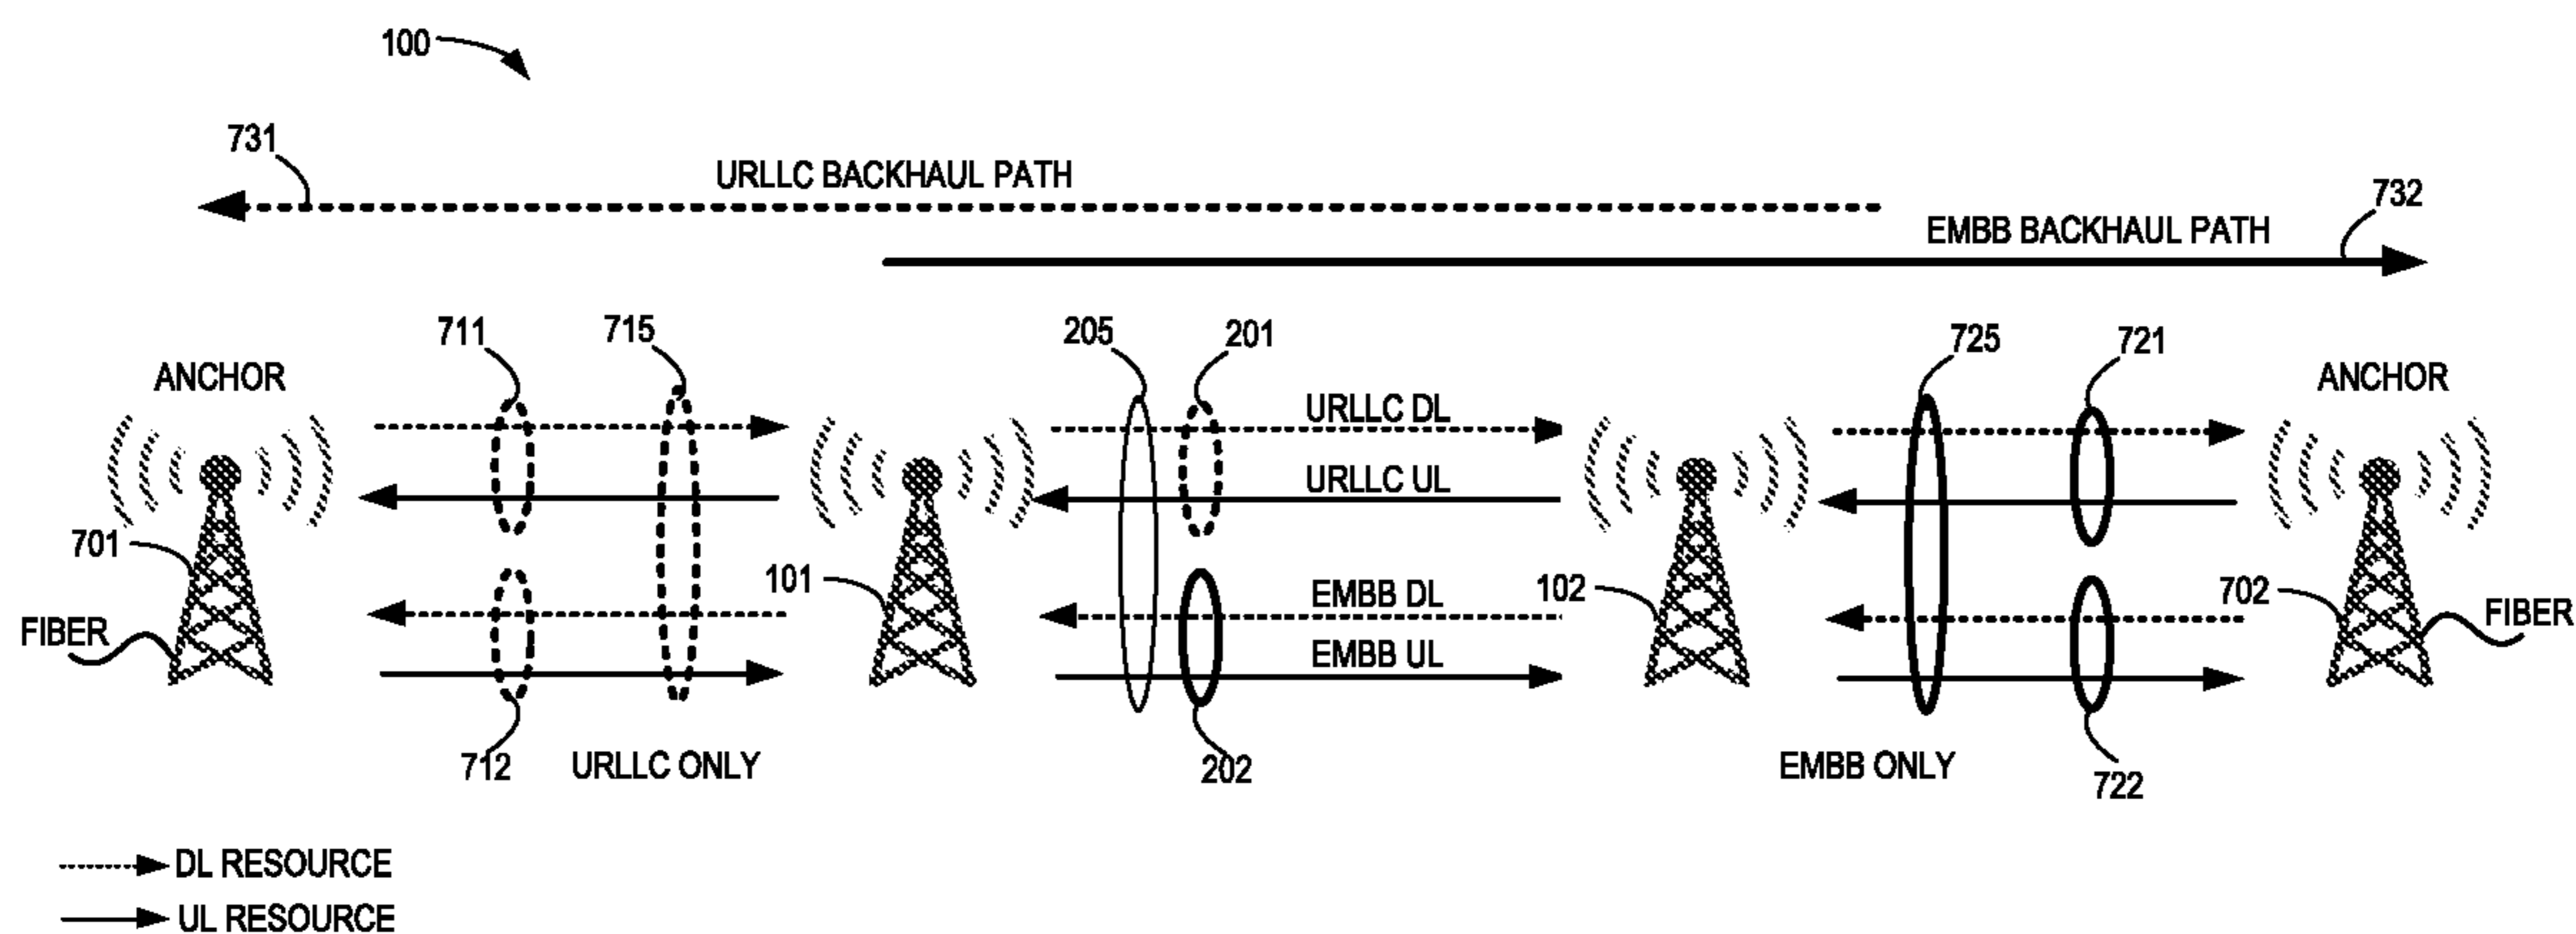 100
731
URLLC BACKHAUL PATH
732
EMBB BACKHAUL PATH
711
715
205
201
725
721
ANCHOR
ANCHOR
URLLC DL
URLLC UL
701
101
EMBB DL
102
702
FIBER
EMBB UL
FIBER
712
URLLC ONLY
202
EMBB ONLY
722
DL RESOURCE
UL RESOURCE